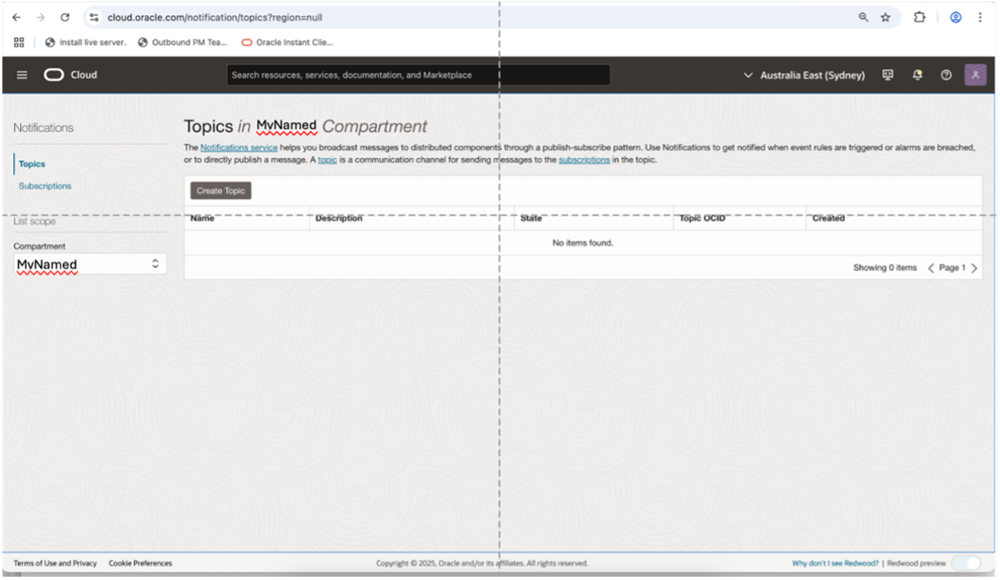 cloud.oracle.com/notification/topics?region=null
Install live server. Outbound PM Tea... Oracle Instant Clie...
Cloud Search resources, services, documentation, and Marketplace Australia East (Sydney)
Notifications
Topics
Subscriptions
List scope
Compartment
MvNamed
Topics in MvNamed Compartment
The Notifications service helps you broadcast messages to distributed components through a publish-subscribe pattern. Use Notifications to get notified when event rules are triggered or alarms are breached,
or to directly publish a message. A topic is a communication channel for sending messages to the subscriptions in the topic.
Create Topic
Name Description State Topic OCID Created
No items found.
Showing 0 items Page 1
Terms of Use and Privacy Cookie Preferences Copyright © 2025, Oracle and/or its affiliates. All rights reserved. Why don't I see Redwood? | Redwood preview